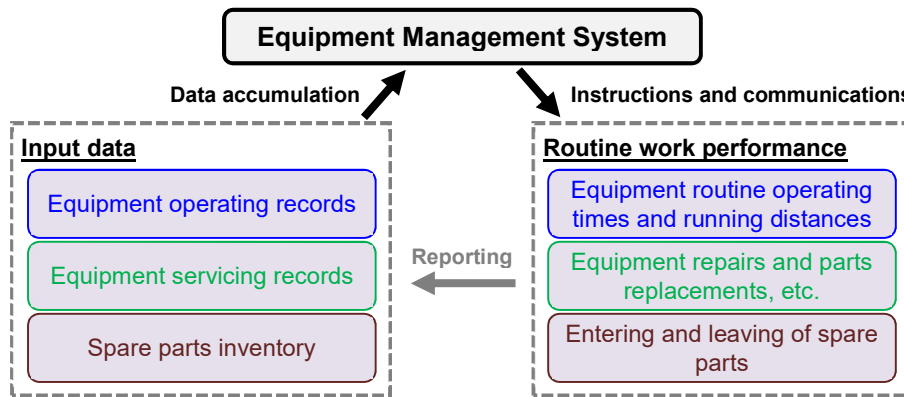 Equipment Management System
Data accumulation
Instructions and communications
Input data
Equipment operating records
Equipment servicing records
Spare parts inventory
Reporting
Routine work performance
Equipment routine operating
times and running distances
Equipment repairs and parts
replacements, etc.
Entering and leaving of spare
parts